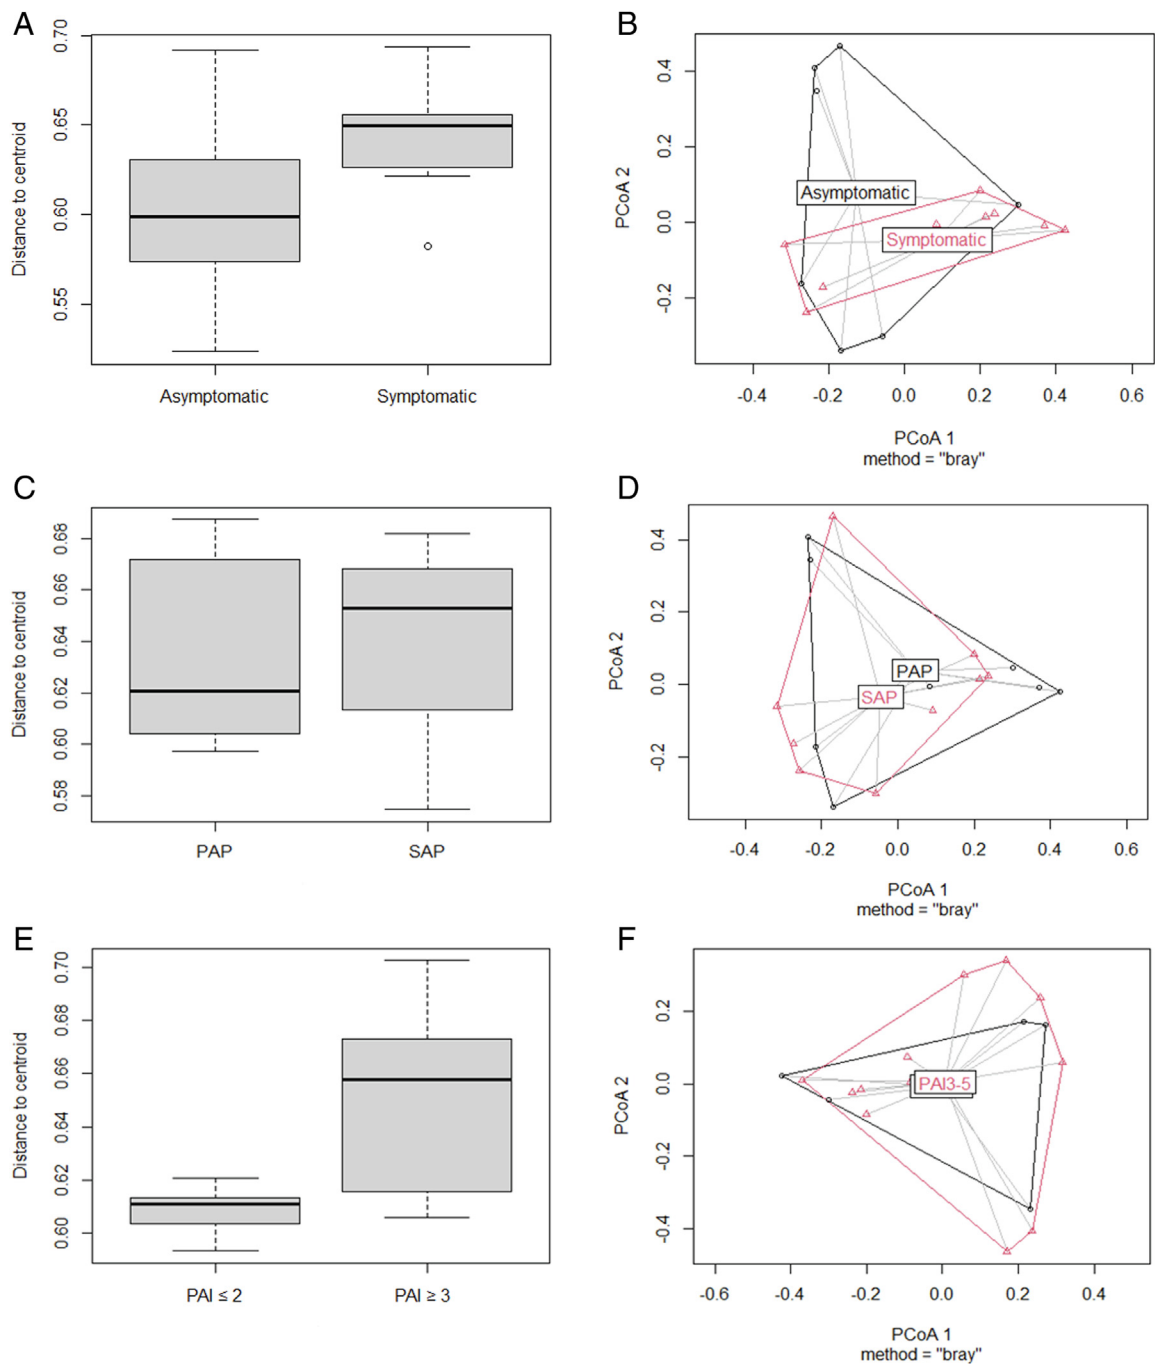 A
B
0.70
0.65
0.60
0.55
Distance to centroid
Asymptomatic
Symptomatic
0.4
0.2
0.0
-0.2
PCoA 2
Asymptomatic
Symptomatic
-0.4
-0.2
0.0
0.2
0.4
0.6
PCoA 1
method = "bray"
C
D
0.68
0.66
0.64
0.62
0.60
0.58
Distance to centroid
PAP
SAP
0.4
0.2
0.0
-0.2
PCoA 2
PAP
SAP
-0.4
-0.2
0.0
0.2
0.4
0.6
PCoA 1
method = "bray"
E
F
0.70
0.68
0.66
0.64
0.62
0.60
Distance to centroid
PAI ≤ 2
PAI ≥ 3
0.2
0.0
-0.2
-0.4
PCoA 2
PAI3-5
-0.6
-0.4
-0.2
0.0
0.2
0.4
PCoA 1
method = "bray"